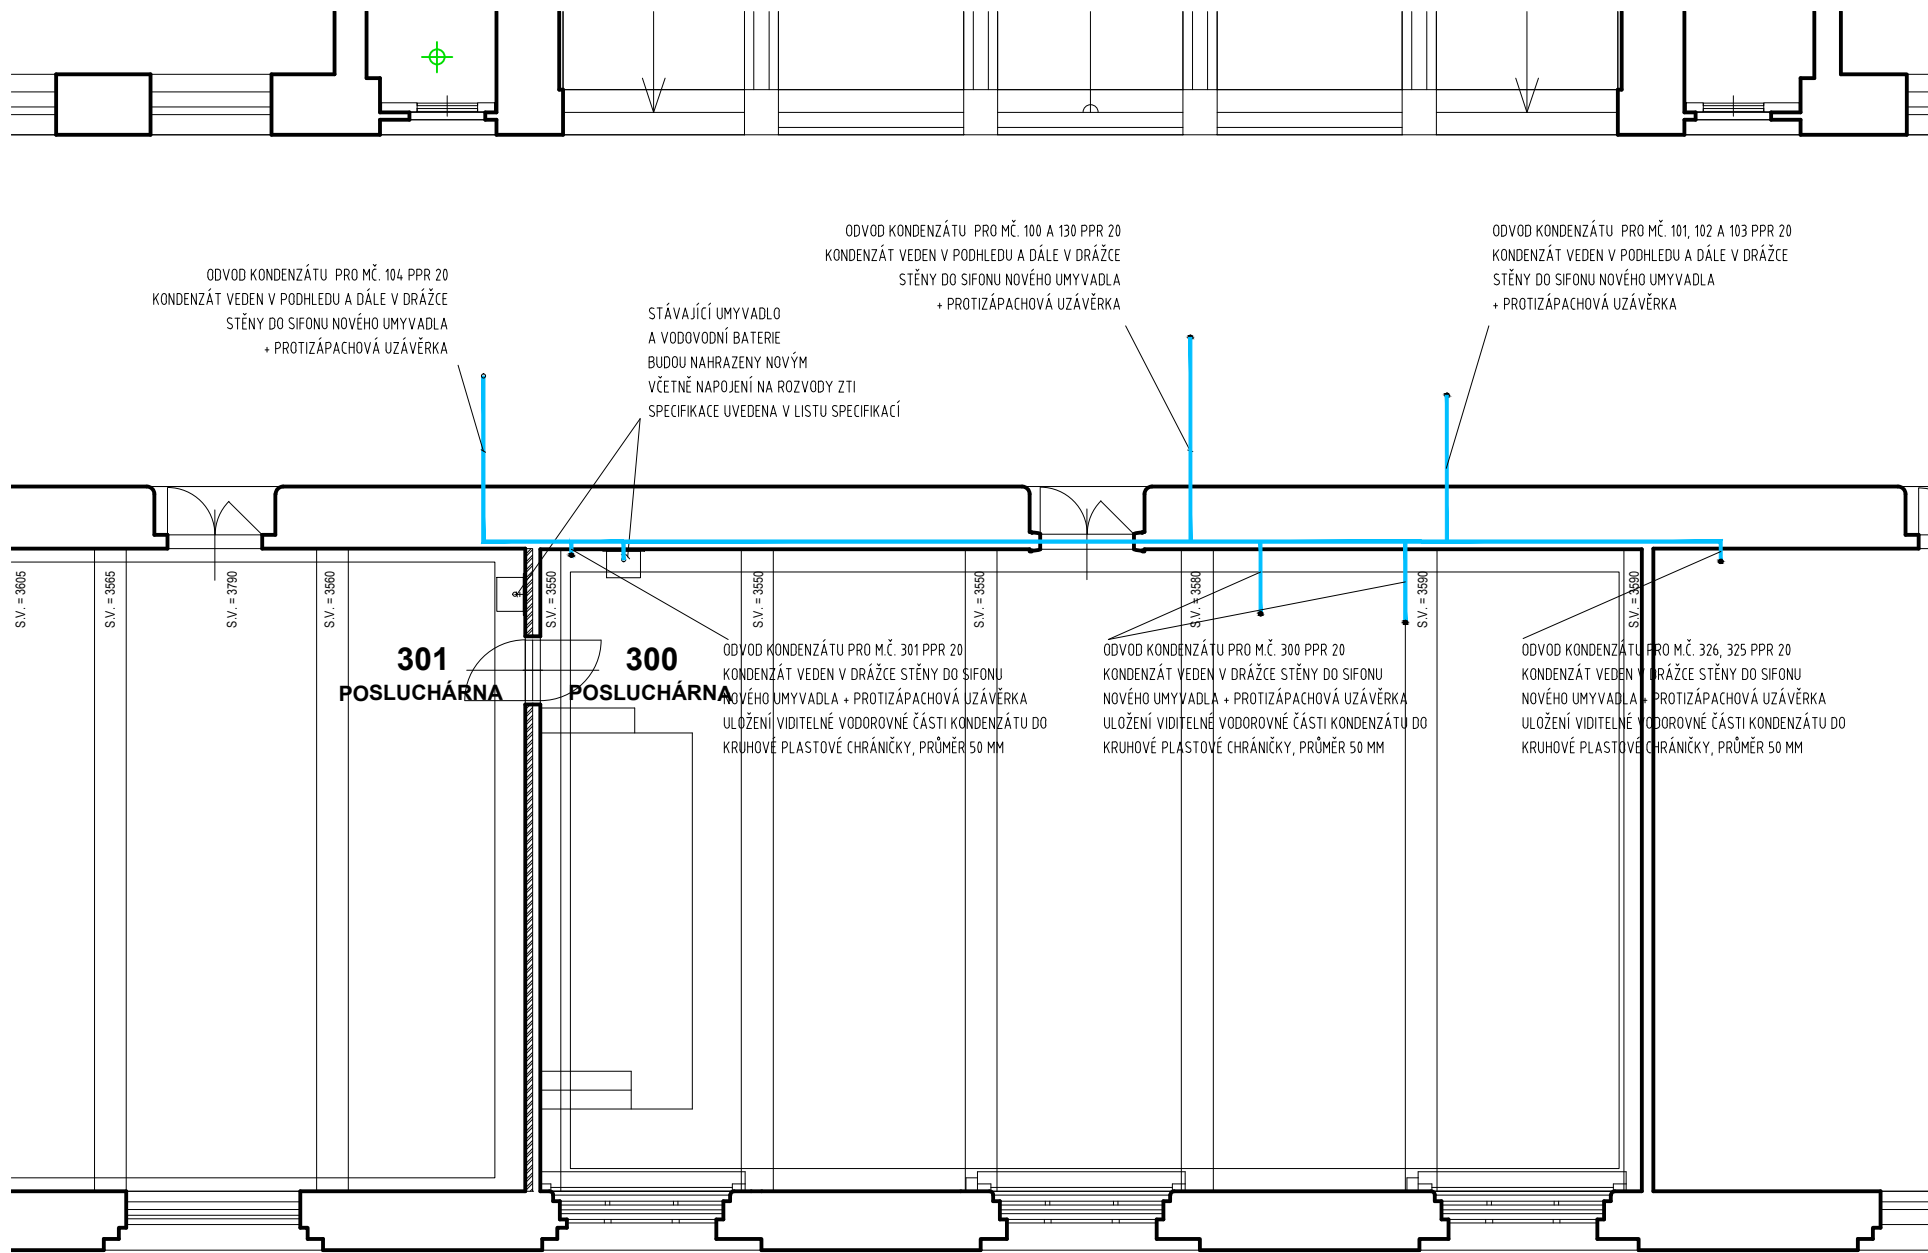 ODVOD KONDENZÁTU PRO MČ. 104 PPR 20
KONDENZÁT VEDEN V PODHLEDU A DÁLE V DRÁŽCE
STĚNY DO SIFONU NOVÉHO UMYVADLA
+ PROTIZÁPACHOVÁ UZÁVĚRKA
STÁVAJÍCÍ UMYVADLO
A VODOVODNÍ BATERIE
BUDOU NAHRAZENY NOVÝM
VČETNĚ NAPOJENÍ NA ROZVODY ZTI
SPECIFIKACE UVEDENA V LISTU SPECIFIKACÍ
ODVOD KONDENZÁTU PRO MČ. 100 A 130 PPR 20
KONDENZÁT VEDEN V PODHLEDU A DÁLE V DRÁŽCE
STĚNY DO SIFONU NOVÉHO UMYVADLA
+ PROTIZÁPACHOVÁ UZÁVĚRKA
ODVOD KONDENZÁTU PRO MČ. 101, 102 A 103 PPR 20
KONDENZÁT VEDEN V PODHLEDU A DÁLE V DRÁŽCE
STĚNY DO SIFONU NOVÉHO UMYVADLA
+ PROTIZÁPACHOVÁ UZÁVĚRKA
S.V. = 3605
S.V. = 3565
S.V. = 3790
S.V. = 3560
S.V. = 3550
S.V. = 3550
S.V. = 3550
S.V. = 3580
S.V. = 3590
S.V. = 3590
301
POSLUCHÁRNA
300
POSLUCHÁRNA
ODVOD KONDENZÁTU PRO M.Č. 301 PPR 20
KONDENZÁT VEDEN V DRÁŽCE STĚNY DO SIFONU
NOVÉHO UMYVADLA + PROTIZÁPACHOVÁ UZÁVĚRKA
ULOŽENÍ VIDITELNÉ VODOROVNÉ ČÁSTI KONDENZÁTU DO
KRUHOVÉ PLASTOVÉ CHRÁNIČKY, PRŮMĚR 50 MM
ODVOD KONDENZÁTU PRO M.Č. 300 PPR 20
KONDENZÁT VEDEN V DRÁŽCE STĚNY DO SIFONU
NOVÉHO UMYVADLA + PROTIZÁPACHOVÁ UZÁVĚRKA
ULOŽENÍ VIDITELNÉ VODOROVNÉ ČÁSTI KONDENZÁTU DO
KRUHOVÉ PLASTOVÉ CHRÁNIČKY, PRŮMĚR 50 MM
ODVOD KONDENZÁTU PRO M.Č. 326, 325 PPR 20
KONDENZÁT VEDEN V DRÁŽCE STĚNY DO SIFONU
NOVÉHO UMYVADLA + PROTIZÁPACHOVÁ UZÁVĚRKA
ULOŽENÍ VIDITELNÉ VODOROVNÉ ČÁSTI KONDENZÁTU DO
KRUHOVÉ PLASTOVÉ CHRÁNIČKY, PRŮMĚR 50 MM